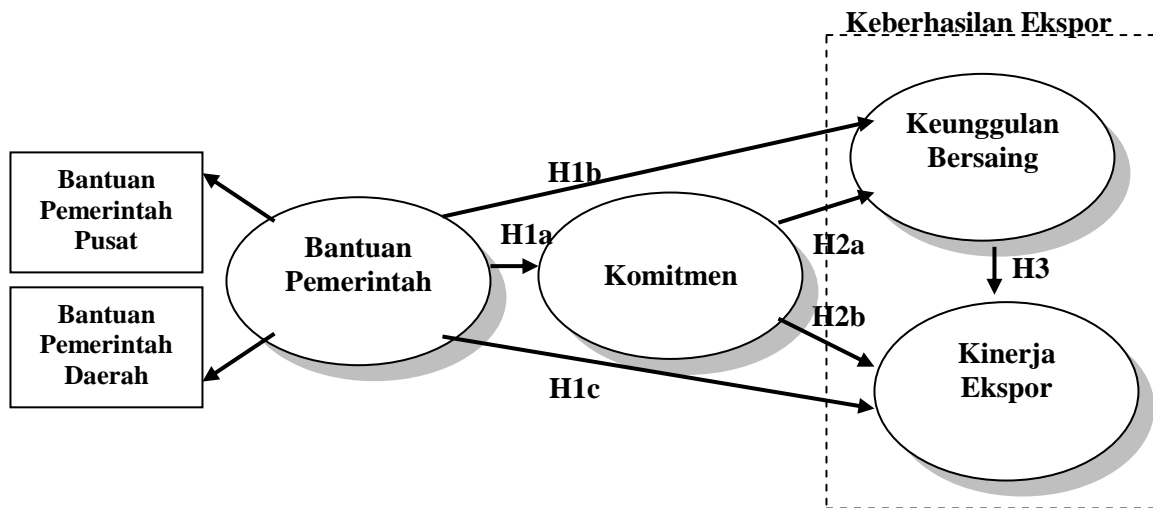 Keberhasilan Ekspor
Keunggulan
Bersaing
H1b
Bantuan
Pemerintah
Pusat
H1a
Bantuan
Pemerintah
Komitmen
H2a
H3
Bantuan
Pemerintah
Daerah
H2b
Kinerja
Ekspor
H1c